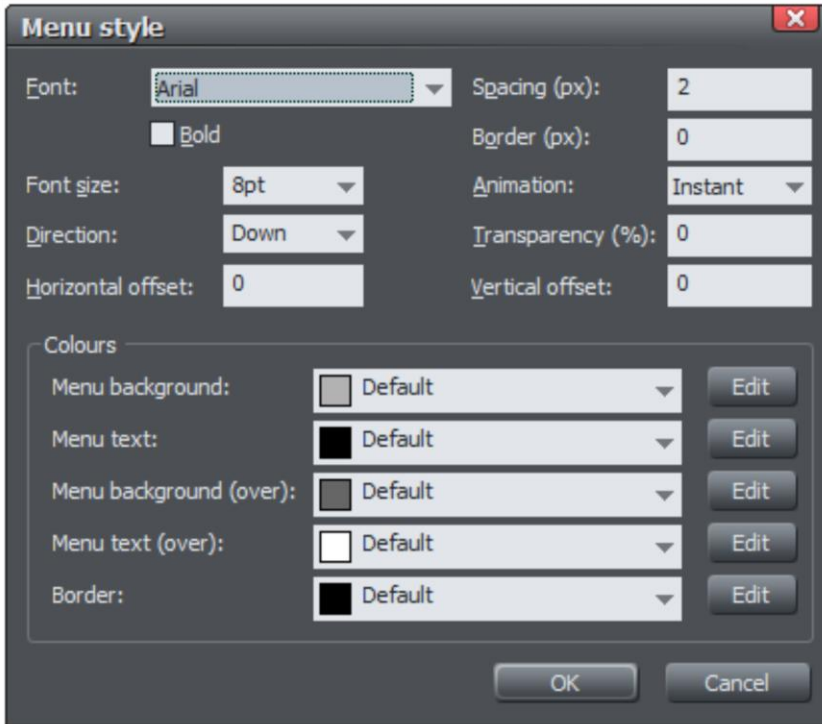 Menu style
Font: Arial Spacing (px): 2
Bold Border (px): 0
Font size: 8pt Animation: Instant
Direction: Down Transparency (%): 0
Horizontal offset: 0 Vertical offset: 0
Colours
Menu background: Default Edit
Menu text: Default Edit
Menu background (over): Default Edit
Menu text (over): Default Edit
Border: Default Edit
OK Cancel